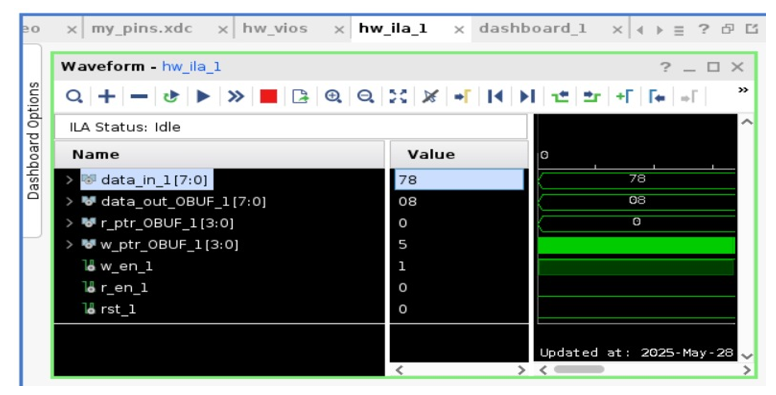 eo × my_pins.xdc × hw_vios × hw_ila_1 × dashboard_1 ×
Dashboard Options
Waveform - hw_ila_1
ILA Status: Idle
Name Value
0
data_in_1[7:0] 78 78
data_out_OBUF_1[7:0] 08 08
r_ptr_OBUF_1[3:0] 0 0
w_ptr_OBUF_1[3:0] 5
w_en_1 1
r_en_1 0
rst_1 0
Updated at: 2025-May-28